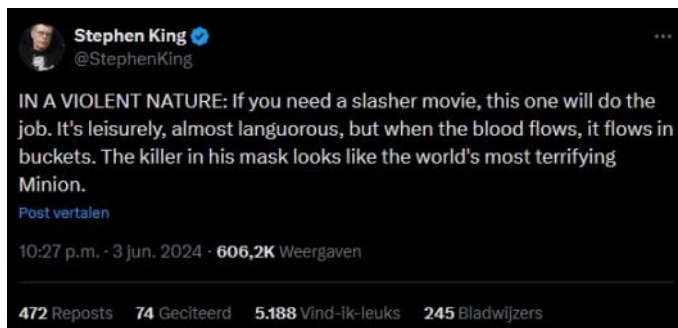 Stephen King
@StephenKing
IN A VIOLENT NATURE: If you need a slasher movie, this one will do the
job. It's leisurely, almost languorous, but when the blood flows, it flows in
buckets. The killer in his mask looks like the world's most terrifying
Minion.
Post vertalen
10:27 p.m. · 3 jun. 2024 · 606,2K Weergaven
472 Reposts 74 Geciteerd 5.188 Vind-ik-leuks 245 Bladwijzers